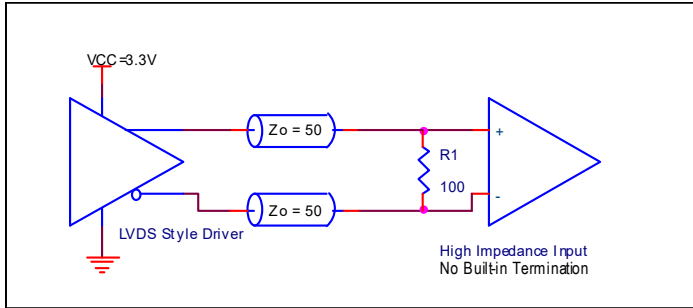 VCC=3.3V
Zo = 50
R1
100
Zo = 50
+
-
LVDS Style Driver
High Impedance Input
No Built-in Termination